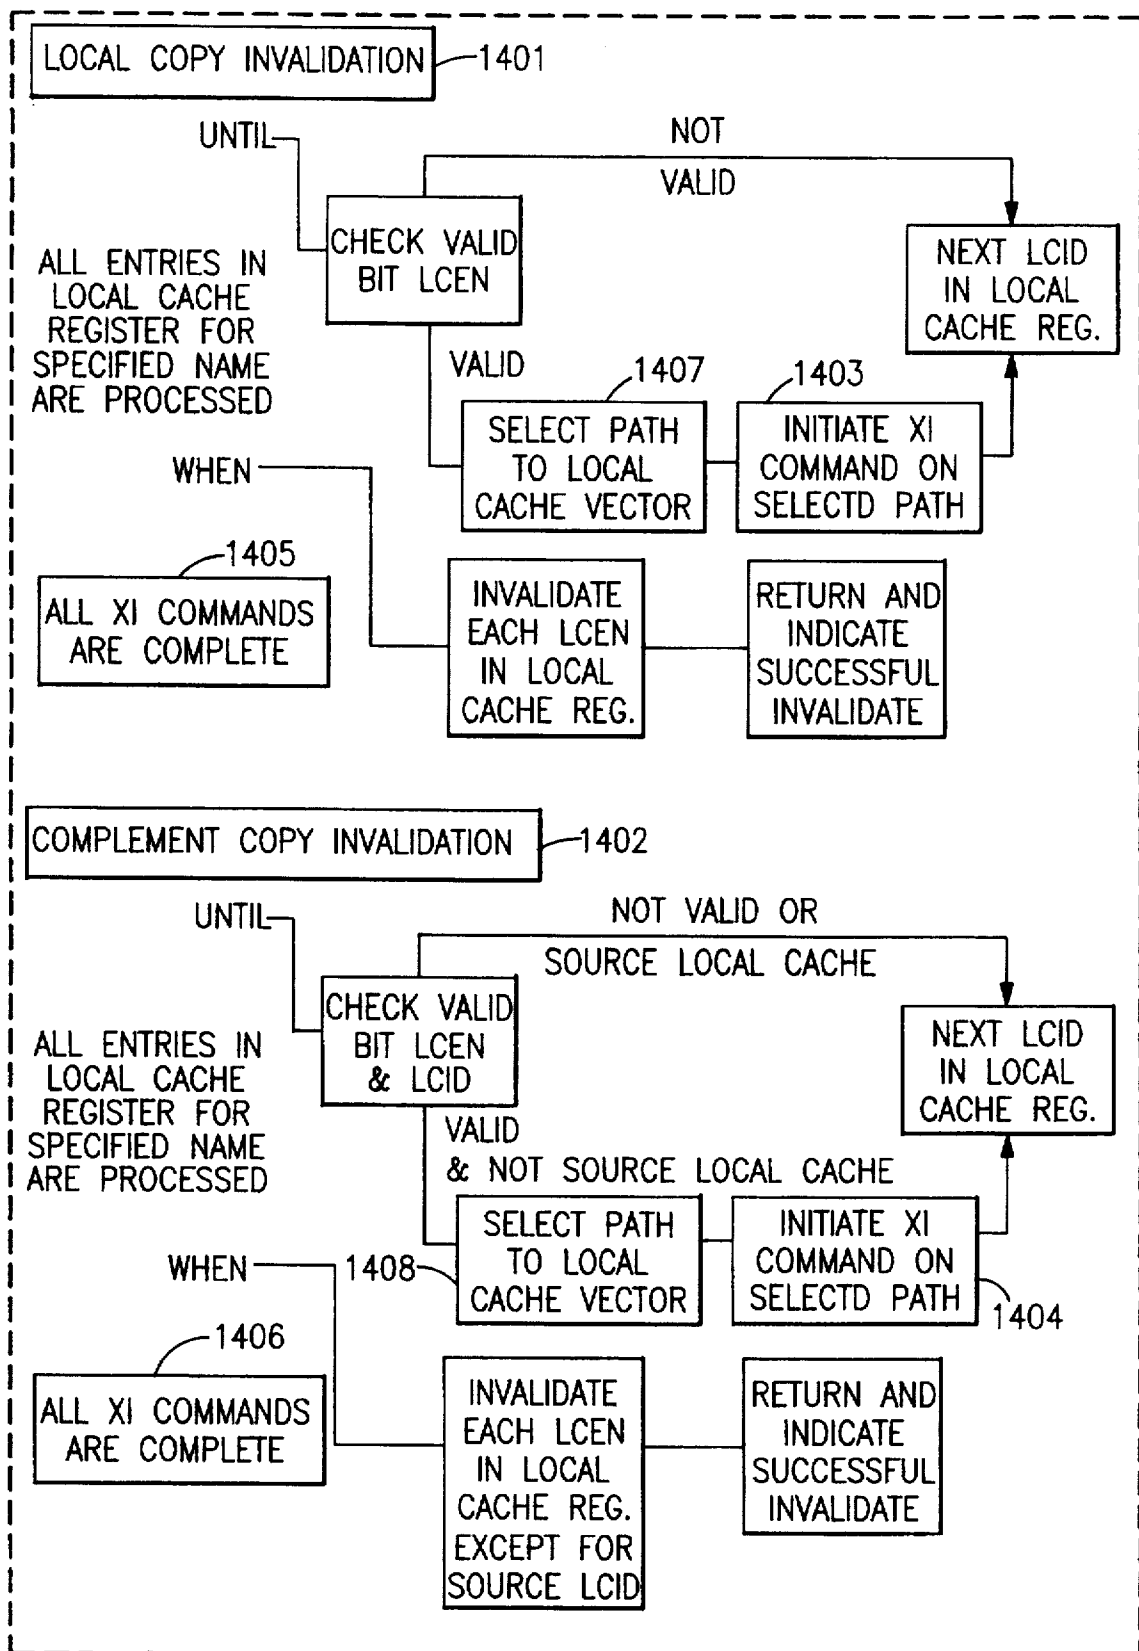 LOCAL COPY INVALIDATION
1401
UNTIL
NOT
VALID
CHECK VALID
BIT LCEN
NEXT LCID
IN LOCAL
CACHE REG.
ALL ENTRIES IN
LOCAL CACHE
REGISTER FOR
SPECIFIED NAME
ARE PROCESSED
VALID
1407
1403
SELECT PATH
TO LOCAL
CACHE VECTOR
INITIATE XI
COMMAND ON
SELECTD PATH
WHEN
1405
ALL XI COMMANDS
ARE COMPLETE
INVALIDATE
EACH LCEN
IN LOCAL
CACHE REG.
RETURN AND
INDICATE
SUCCESSFUL
INVALIDATE
COMPLEMENT COPY INVALIDATION
1402
UNTIL
NOT VALID OR
SOURCE LOCAL CACHE
CHECK VALID
BIT LCEN
& LCID
NEXT LCID
IN LOCAL
CACHE REG.
ALL ENTRIES IN
LOCAL CACHE
REGISTER FOR
SPECIFIED NAME
ARE PROCESSED
VALID
& NOT SOURCE LOCAL CACHE
SELECT PATH
TO LOCAL
CACHE VECTOR
1408
INITIATE XI
COMMAND ON
SELECTD PATH
1404
WHEN
1406
ALL XI COMMANDS
ARE COMPLETE
INVALIDATE
EACH LCEN
IN LOCAL
CACHE REG.
EXCEPT FOR
SOURCE LCID
RETURN AND
INDICATE
SUCCESSFUL
INVALIDATE